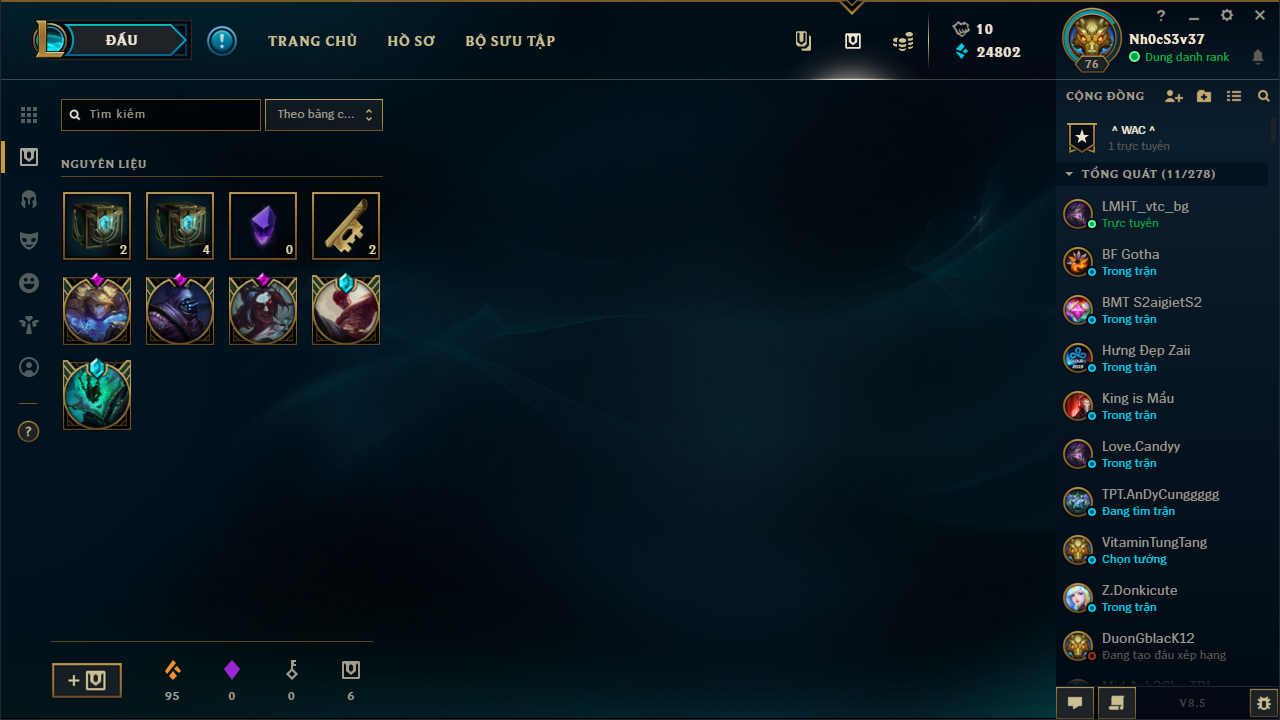 ĐẤU
TRANG CHỦ
HỒ SƠ
BỘ SƯU TẬP
10
24802
76
?
Nh0cS3v37
Dung danh rank
Tìm kiếm
Theo bảng c...
NGUYÊN LIỆU
2
4
0
2
?
95
0
0
6
CỘNG ĐỒNG
^ WAC ^
1 trực tuyến
TỔNG QUÁT (11/278)
LMHT_vtc_bg
Trực tuyến
BF Gotha
Trong trận
BMT S2aigietS2
Trong trận
Hưng Đẹp Zaii
Trong trận
King is Mẩu
Trong trận
Love.Candyy
Trong trận
TPT.AnDyCunggggg
Đang tìm trận
VitaminTungTang
Chọn tướng
Z.Donkicute
Trong trận
DuonGblacK12
Đang tạo đấu xếp hạng
V8.5